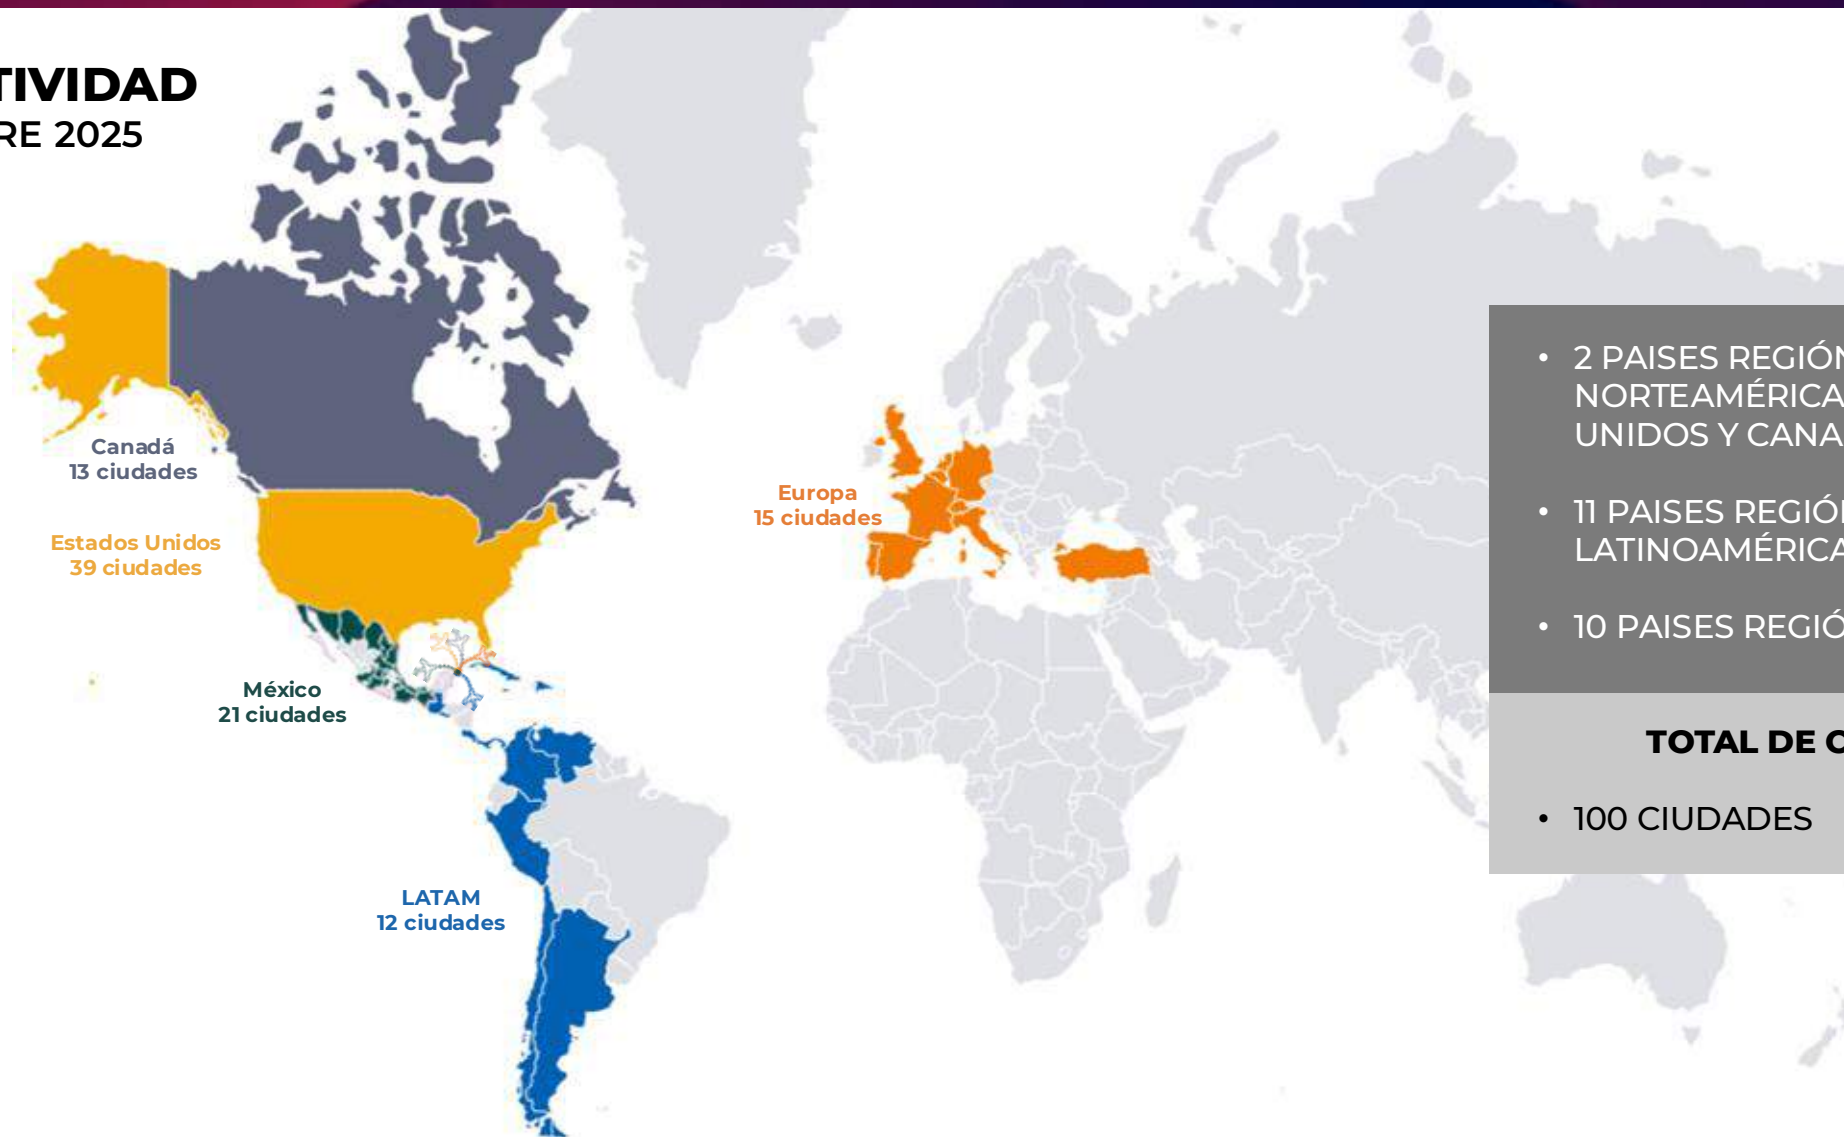 TIVIDAD
RE 2025
Canadá
13 ciudades
Estados Unidos
39 ciudades
México
21 ciudades
LATAM
12 ciudades
Europa
15 ciudades
• 2 PAISES REGIÓN
NORTEAMÉRICA
UNIDOS Y CANA
• 11 PAISES REGIÓN
LATINOAMÉRICA
• 10 PAISES REGIÓ
TOTAL DE C
• 100 CIUDADES